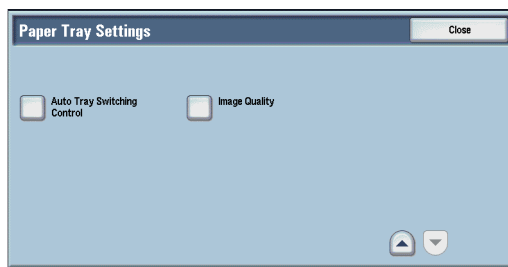 Paper Tray Settings
Close
Auto Tray Switching
Control
Image Quality